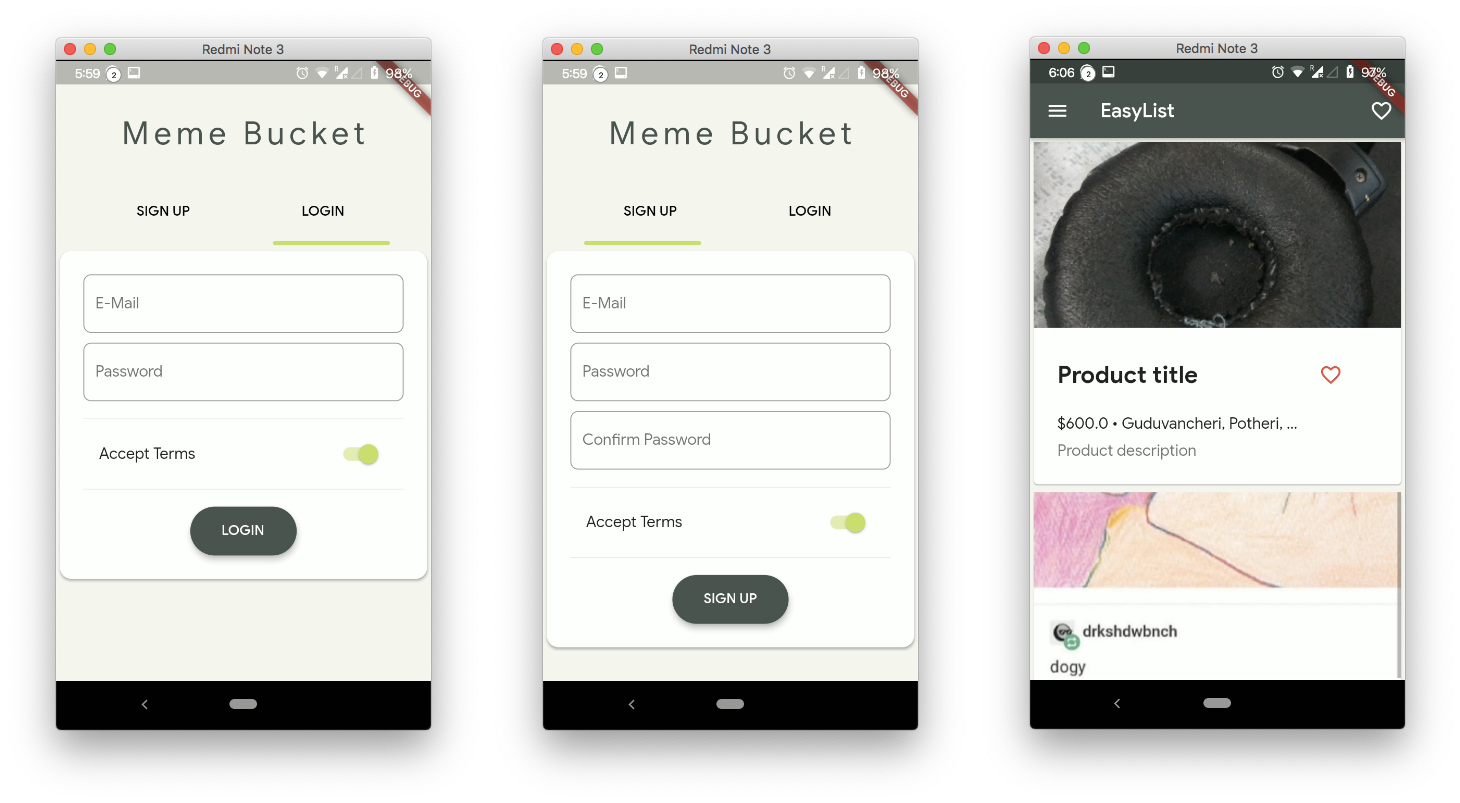 Redmi Note 3
5:59 2 R 98%
DEBUG
Meme Bucket
SIGN UP LOGIN
E-Mail
Password
Accept Terms
LOGIN
Redmi Note 3
5:59 2 R 98%
DEBUG
Meme Bucket
SIGN UP LOGIN
E-Mail
Password
Confirm Password
Accept Terms
SIGN UP
Redmi Note 3
6:06 2 R 97%
DEBUG
EasyList
Product title
$600.0 • Guduvancheri, Potheri, ...
Product description
drkshdwbnch
dogy